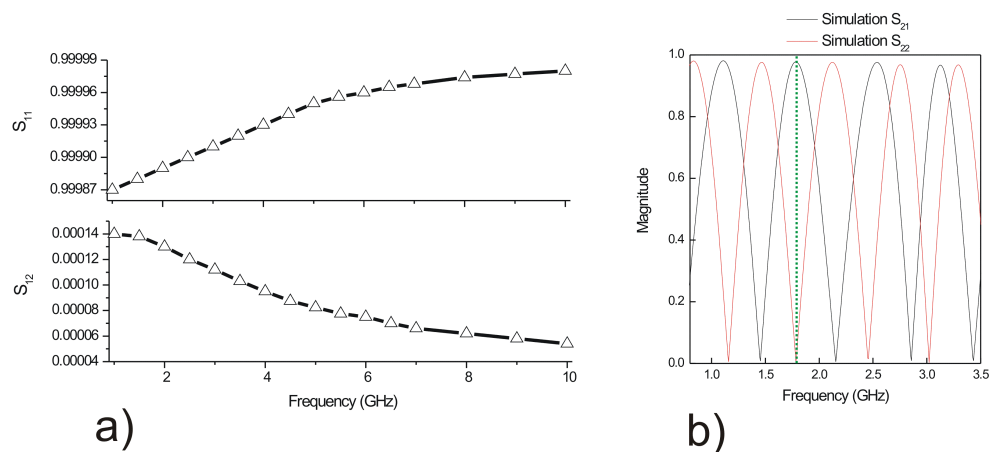 Simulation S21
Simulation S22
0.99999
0.99996
0.99993
0.99990
0.99987
S11
0.00014
0.00012
0.00010
0.00008
0.00006
0.00004
S12
2 4 6 8 10
Frequency (GHz)
a)
1.0
0.8
0.6
0.4
0.2
0.0
Magnitude
1.0 1.5 2.0 2.5 3.0 3.5
Frequency (GHz)
b)